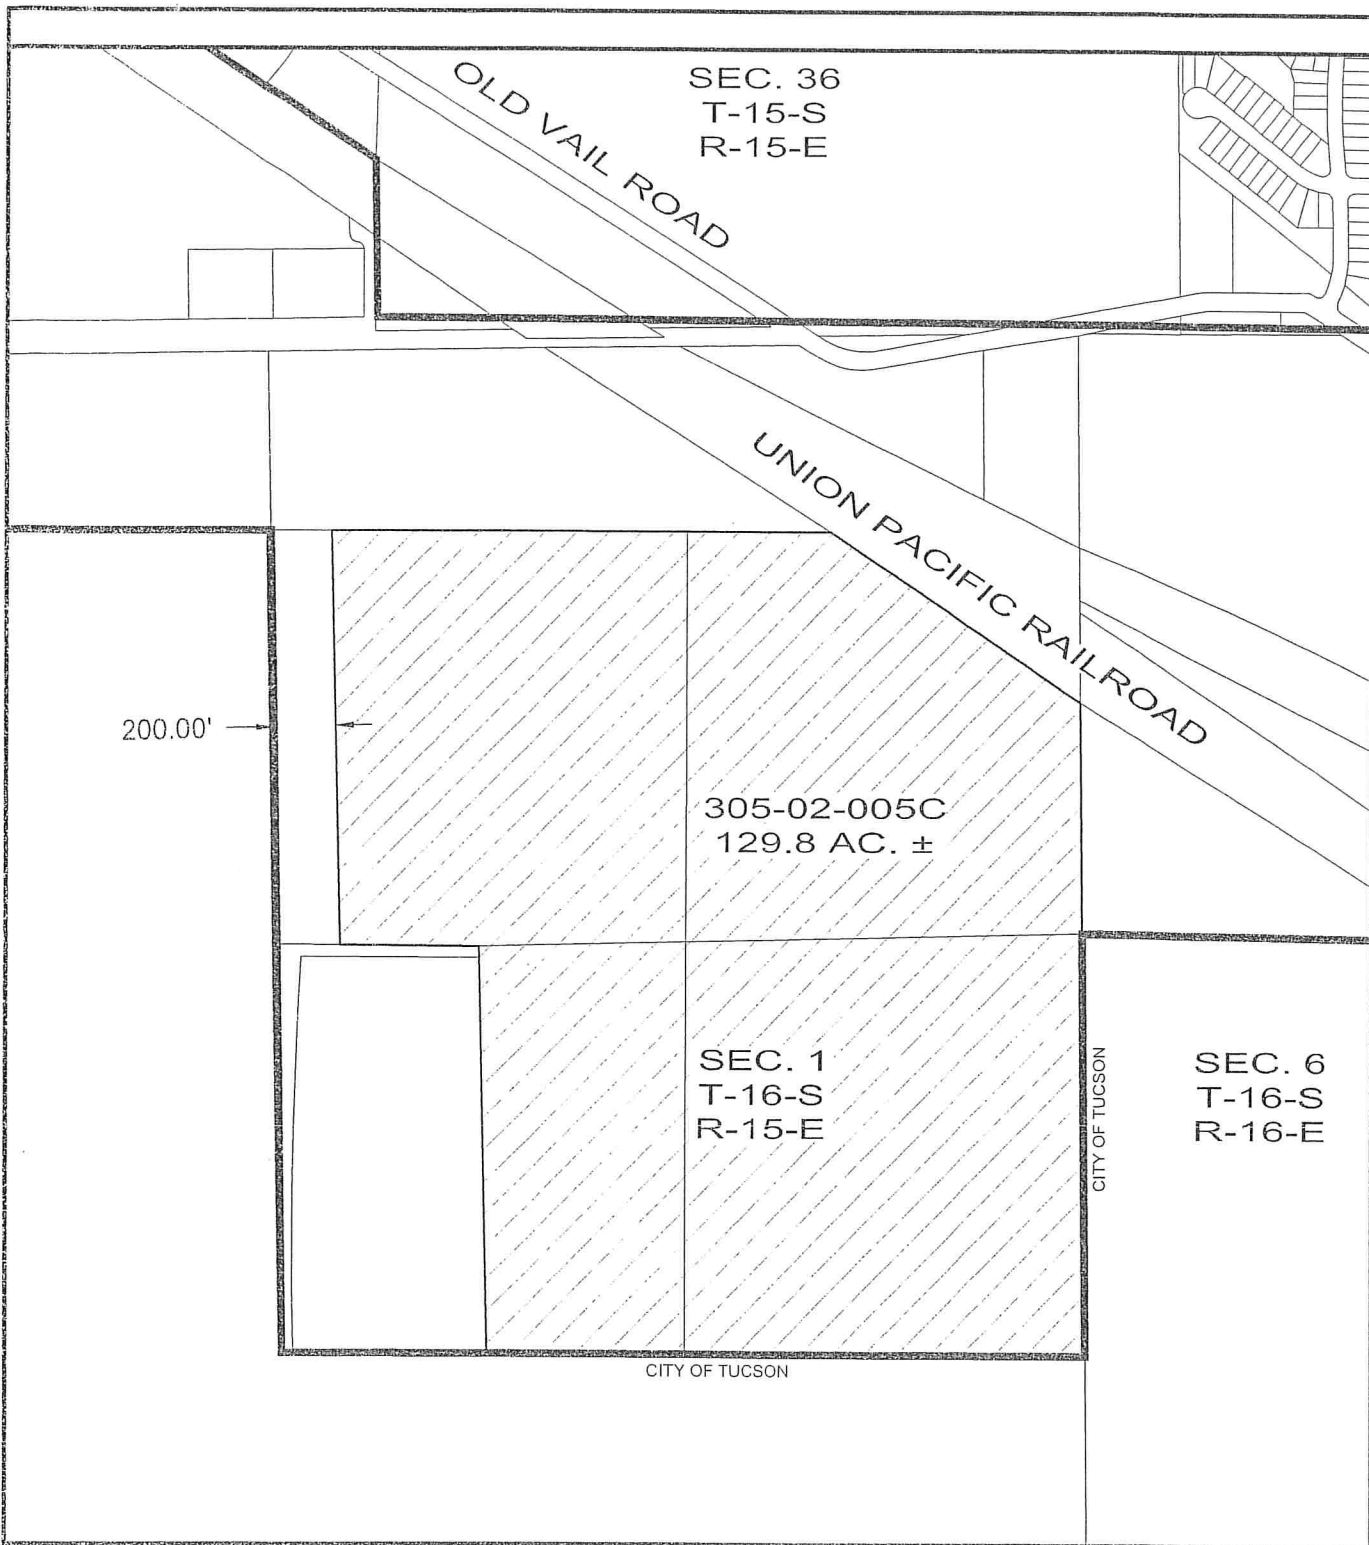 SEC. 36
T-15-S
R-15-E
OLD VAIL ROAD
UNION PACIFIC RAILROAD
200.00'
305-02-005C
129.8 AC. ±
SEC. 1
T-16-S
R-15-E
CITY OF TUCSON
SEC. 6
T-16-S
R-16-E
CITY OF TUCSON